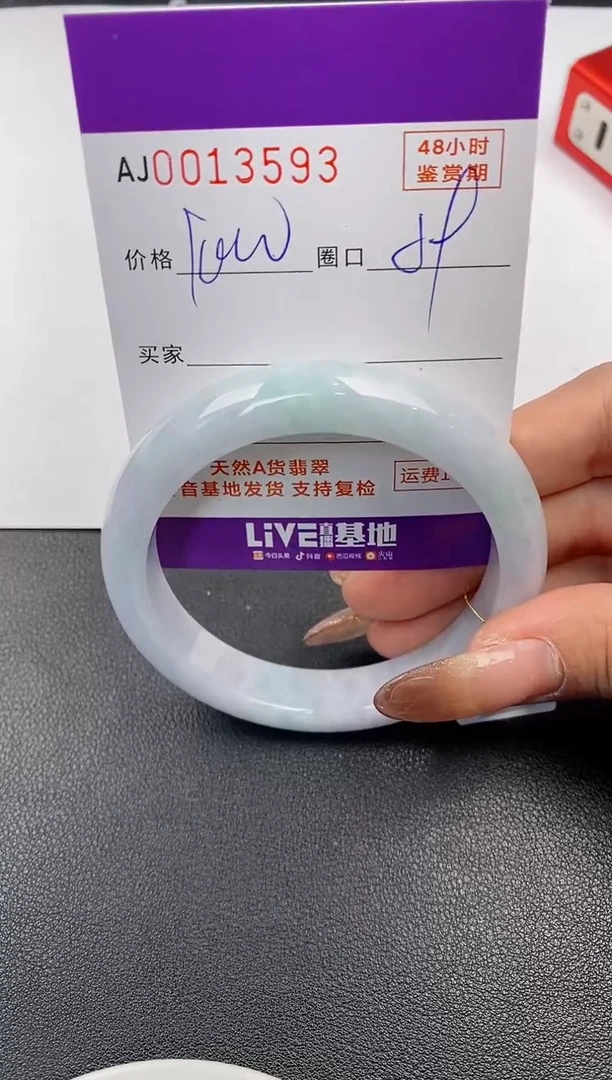 48小时
AJ0013593 鉴赏期
价格 圈口
买家
天然A货翡翠
音基地发货 支持复检 运费
LiVE直播基地
今日头条 抖音 西瓜视频 火山